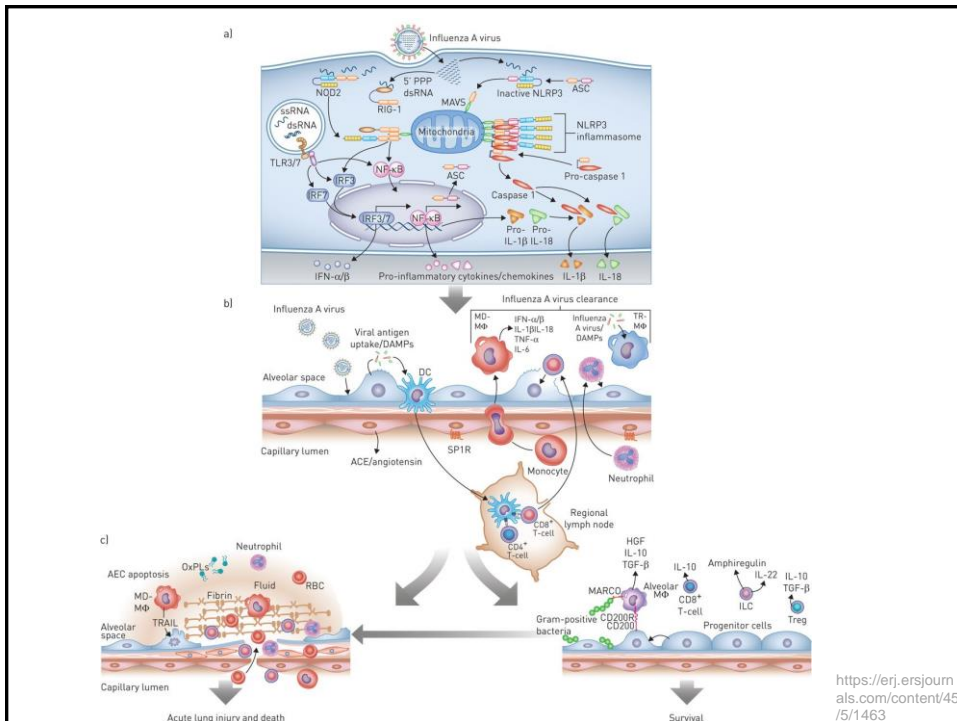 a)
Influenza A virus
NOD2
5´ PPP
dsRNA
RIG-1
MAVS
Inactive NLRP3
ASC
ssRNA
dsRNA
TLR3/7
Mitochondria
NLRP3
inflammasome
IRF3
NF-κB
ASC
Pro-caspase 1
IRF7
Caspase 1
IRF3/7
NF-κB
Pro-
IL-1β
Pro-
IL-18
IFN-α/β
Pro-inflammatory cytokines/chemokines
IL-1β
IL-18
b)
Influenza A virus
Viral antigen
uptake/DAMPs
DC
Influenza A virus clearance
MD-
MΦ
IFN-α/β
IL-1βIL-18
TNF-α
IL-6
Influenza
A virus/
DAMPs
TR-
MΦ
Alveolar space
Capillary lumen
ACE/angiotensin
SP1R
Monocyte
Neutrophil
CD8+
T-cell
CD4+
T-cell
Regional
lymph node
c)
OxPLs
Neutrophil
AEC apoptosis
MD-
MΦ
Fibrin
Fluid
RBC
TRAIL
Alveolar
space
Capillary lumen
Acute lung injury and death
HGF
IL-10
TGF-β
MARCO
Alveolar
MΦ
IL-10
CD8+
T-cell
Amphiregulin
IL-22
ILC
IL-10
TGF-β
Treg
Gram-positive
bacteria
CD200R
CD200
Progenitor cells
Survival
https://erj.ersjourn
als.com/content/45
/5/1463